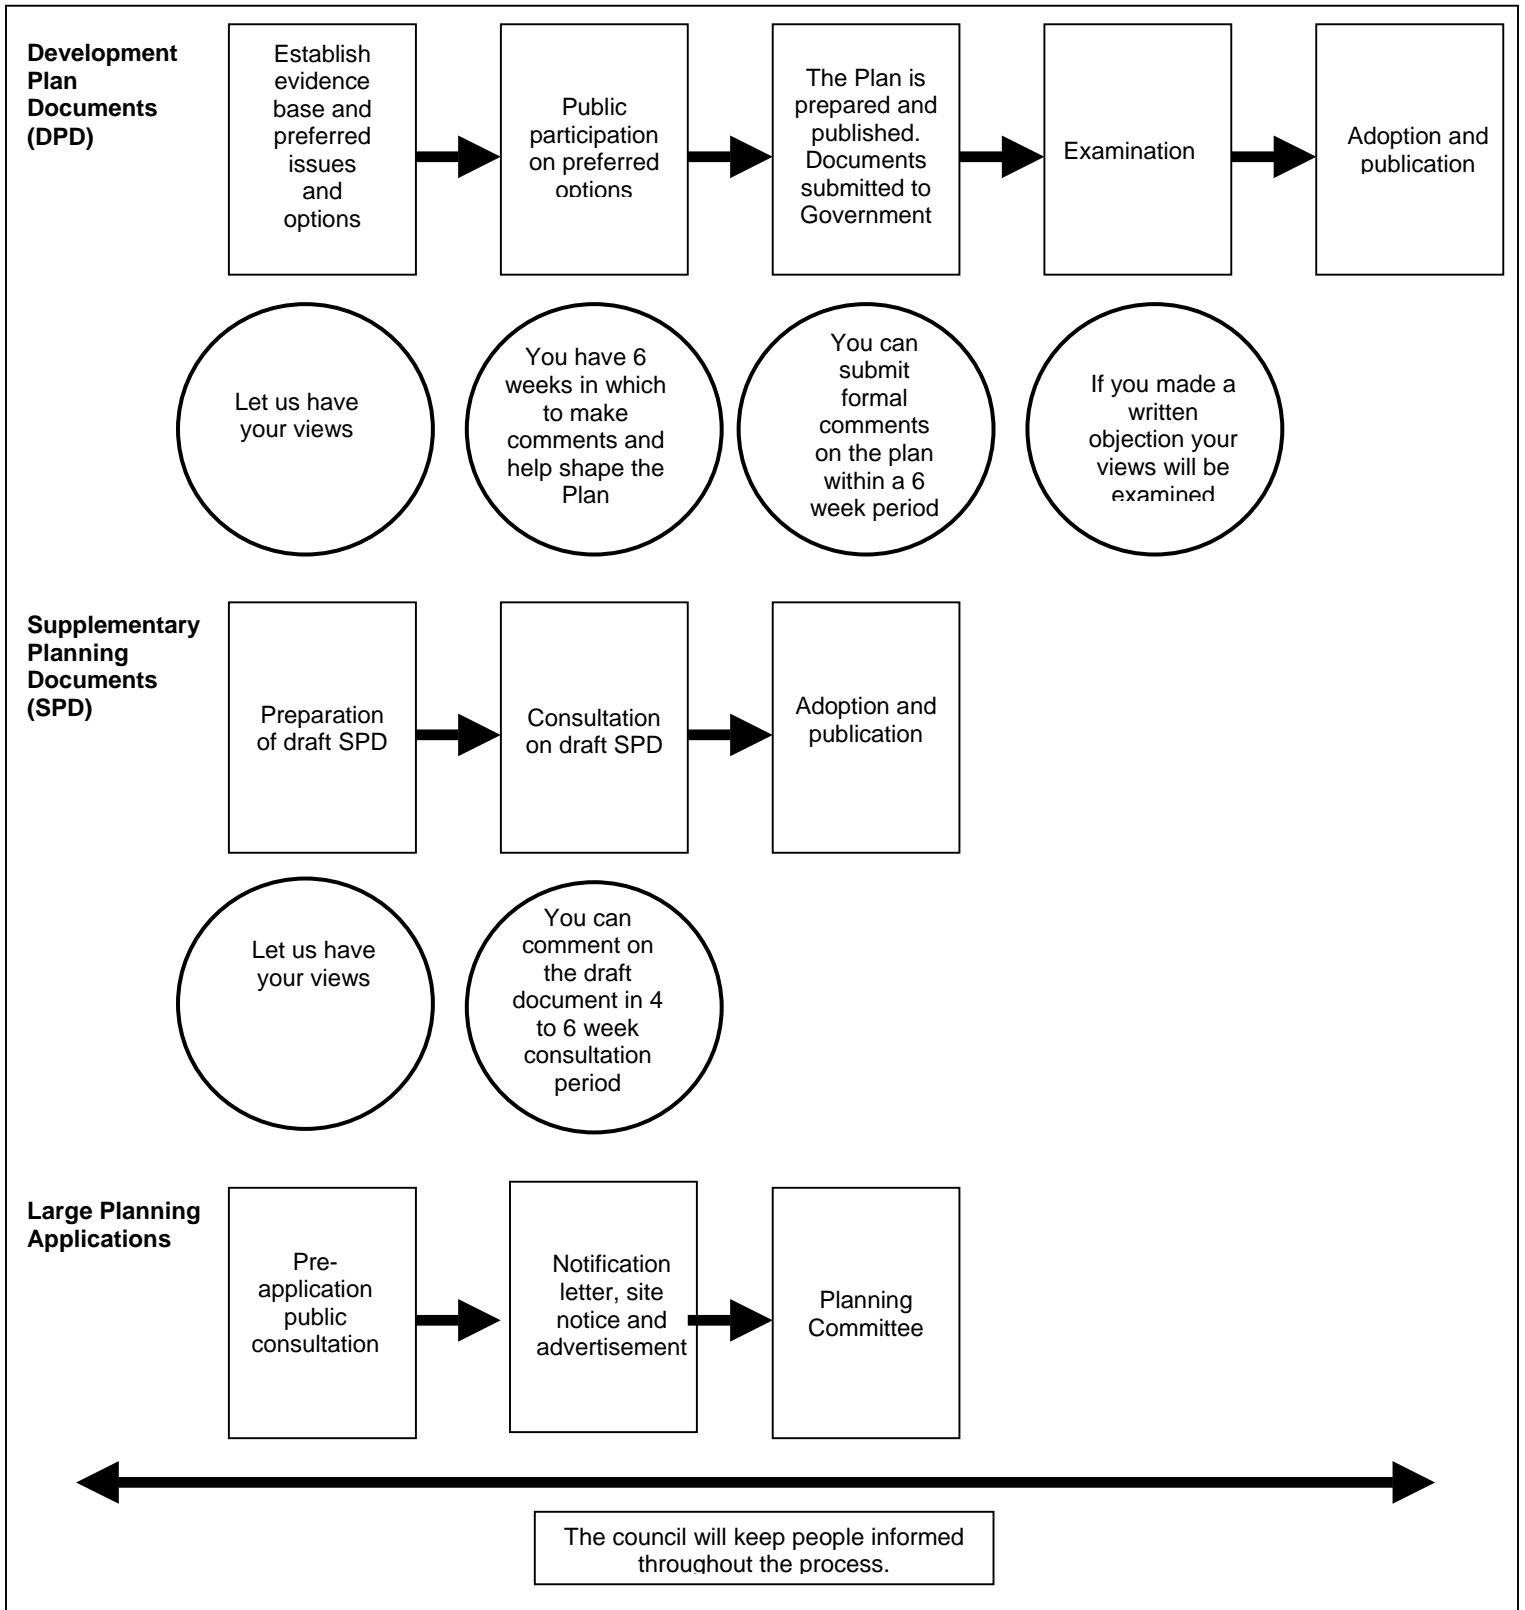 Development
Plan
Documents
(DPD)
Establish
evidence
base and
preferred
issues
and
options
Public
participation
on preferred
options
The Plan is
prepared and
published.
Documents
submitted to
Government
Examination
Adoption and
publication
Let us have
your views
You have 6
weeks in which
to make
comments and
help shape the
Plan
You can
submit
formal
comments
on the plan
within a 6
week period
If you made a
written
objection your
views will be
examined
Supplementary
Planning
Documents
(SPD)
Preparation
of draft SPD
Consultation
on draft SPD
Adoption and
publication
Let us have
your views
You can
comment on
the draft
document in 4
to 6 week
consultation
period
Large Planning
Applications
Pre-
application
public
consultation
Notification
letter, site
notice and
advertisement
Planning
Committee
The council will keep people informed
throughout the process.